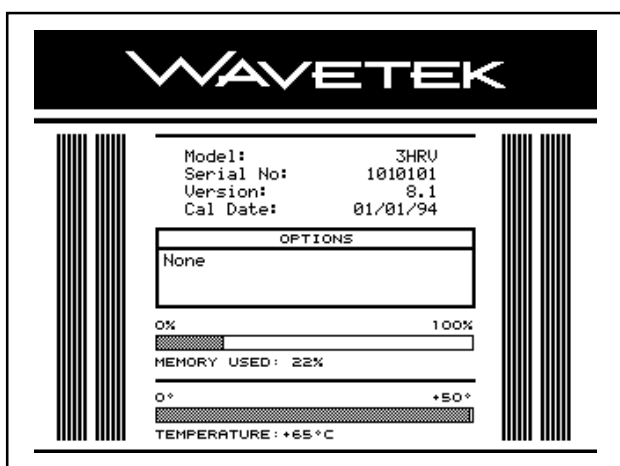 WAVETEK
Model: 3HRV
Serial No: 1010101
Version: 8.1
Cal Date: 01/01/94
OPTIONS
None
0% 100%
MEMORY USED: 22%
0° +50°
TEMPERATURE:+65°C